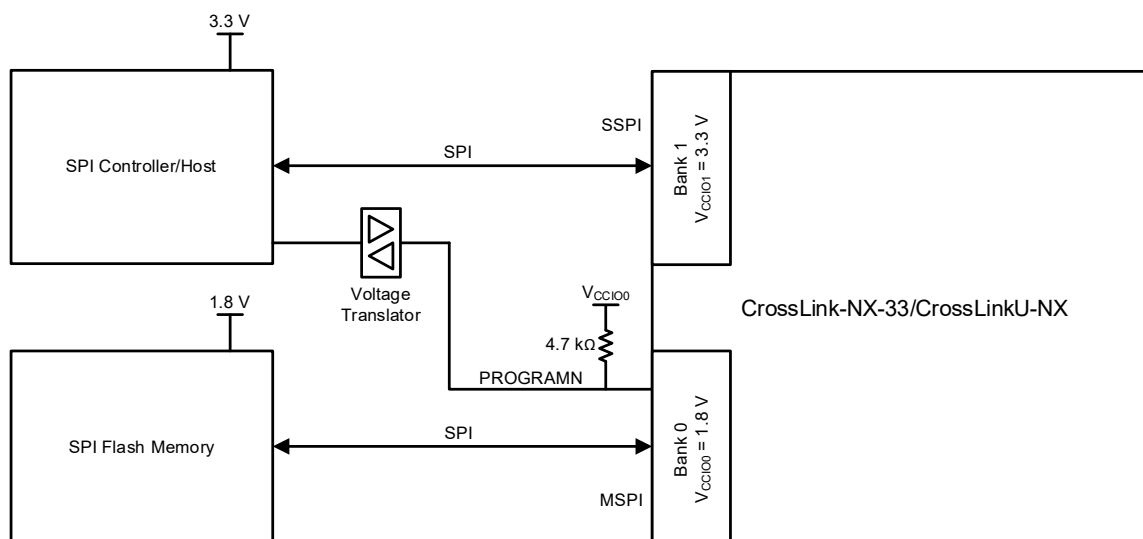 3.3 V
SPI Controller/Host
SPI
SSPI
Bank 1
VCCIO1 = 3.3 V
Voltage
Translator
1.8 V
VCCIO0
4.7 kΩ
CrossLink-NX-33/CrossLinkU-NX
PROGRAMN
SPI Flash Memory
SPI
Bank 0
VCCIO0 = 1.8 V
MSPI